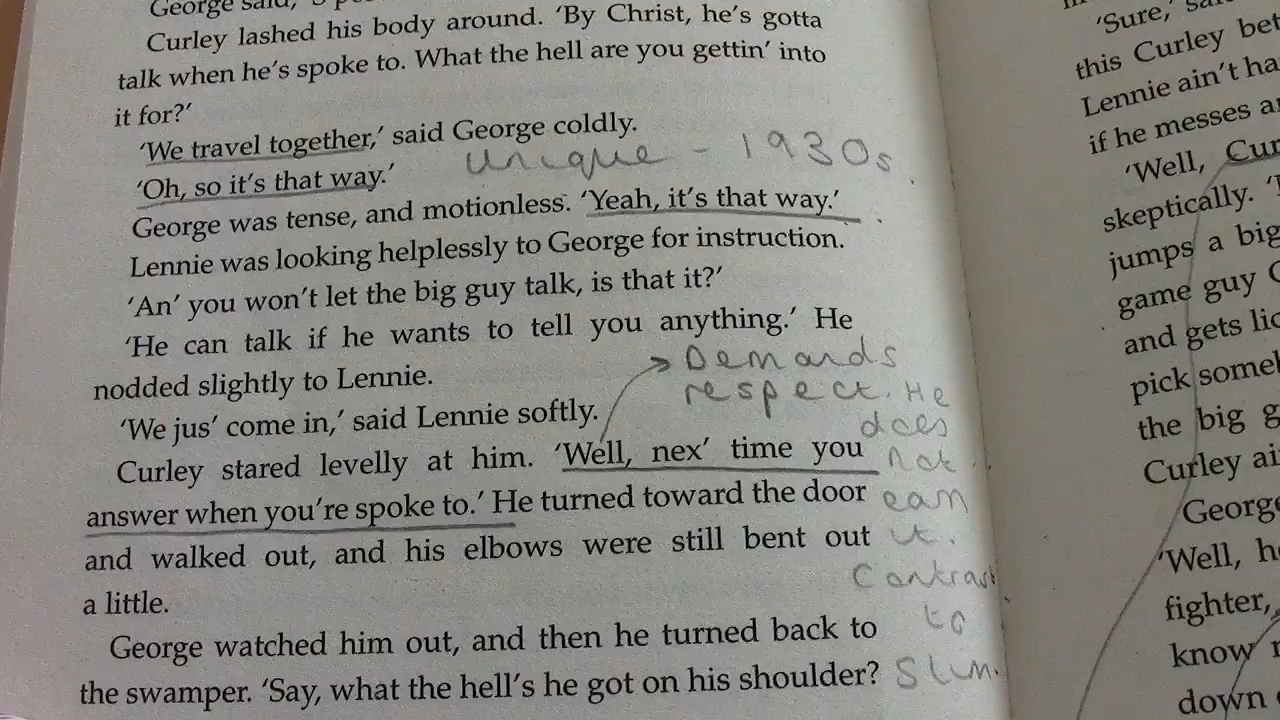 George said,
Curley lashed his body around. ‘By Christ, he’s gotta
talk when he’s spoke to. What the hell are you gettin’ into
it for?’
‘We travel together,’ said George coldly.
unique - 1930s.
‘Oh, so it’s that way.’
George was tense, and motionless. ‘Yeah, it’s that way.’
Lennie was looking helplessly to George for instruction.
‘An’ you won’t let the big guy talk, is that it?’
‘He can talk if he wants to tell you anything.’ He
nodded slightly to Lennie.
‘We jus’ come in,’ said Lennie softly.
Curley stared levelly at him. ‘Well, nex’ time you
answer when you’re spoke to.’ He turned toward the door
and walked out, and his elbows were still bent out
a little.
George watched him out, and then he turned back to
the swamper. ‘Say, what the hell’s he got on his shoulder?
Demands
respect. He
does
not
earn
it.
Contrast
to
Slim.
‘Sure,’
this Curley
Lennie ain’t
if he messes
‘Well,
skeptically.
jumps a big
game guy
and gets
pick
the big
Curley
George
‘Well,
fighter,
know
down